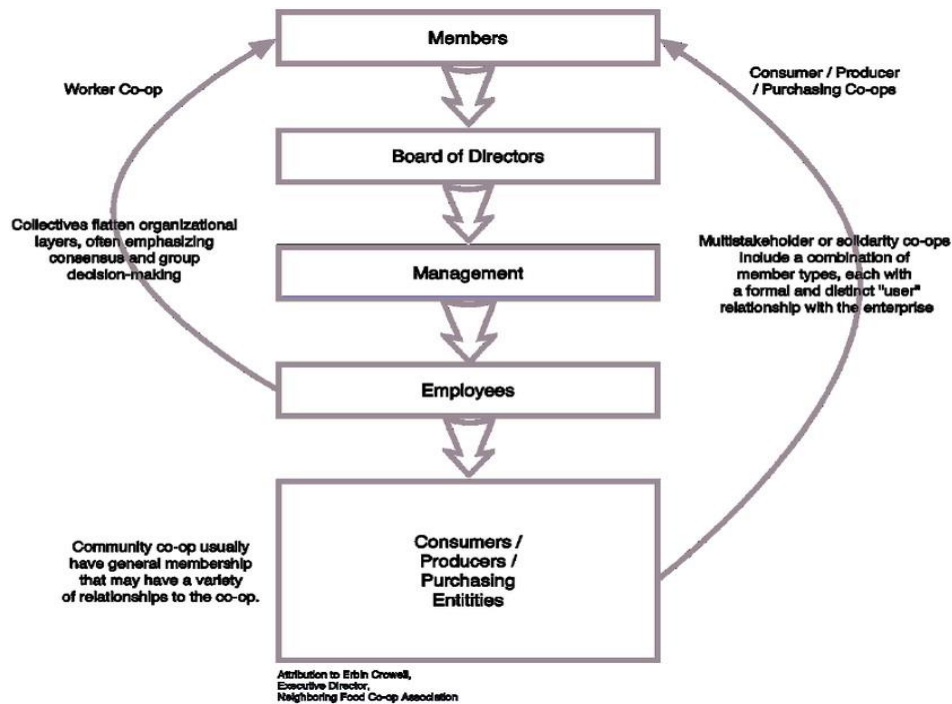 Members
Worker Co-op
Consumer / Producer
/ Purchasing Co-ops
Board of Directors
Collectives flatten organizational
layers, often emphasizing
consensus and group
decision-making
Multistakeholder or solidarity co-ops
include a combination of
member types, each with
a formal and distinct "user"
relationship with the enterprise
Management
Employees
Community co-op usually
have general membership
that may have a variety
of relationships to the co-op.
Consumers /
Producers /
Purchasing
Entitities
Attribution to Erbin Crowell,
Executive Director,
Neighboring Food Co-op Association